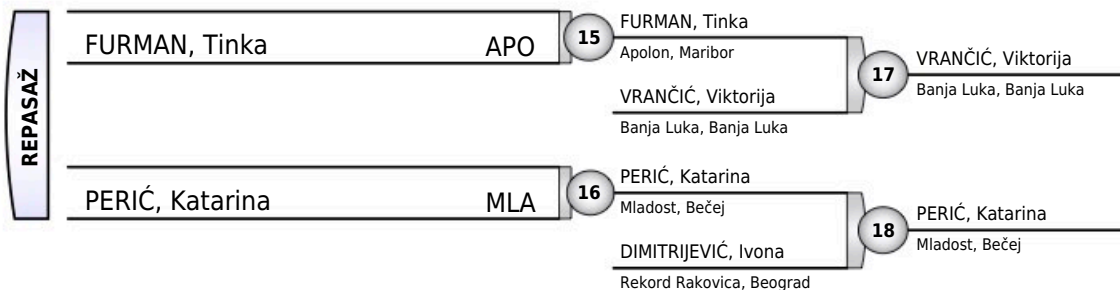 REPASAŽ
FURMAN, Tinka APO
15
FURMAN, Tinka
Apolon, Maribor
VRANČIĆ, Viktorija
Banja Luka, Banja Luka
17
VRANČIĆ, Viktorija
Banja Luka, Banja Luka
PERIĆ, Katarina MLA
16
PERIĆ, Katarina
Mladost, Bečej
DIMITRIJEVIĆ, Ivona
Rekord Rakovica, Beograd
18
PERIĆ, Katarina
Mladost, Bečej